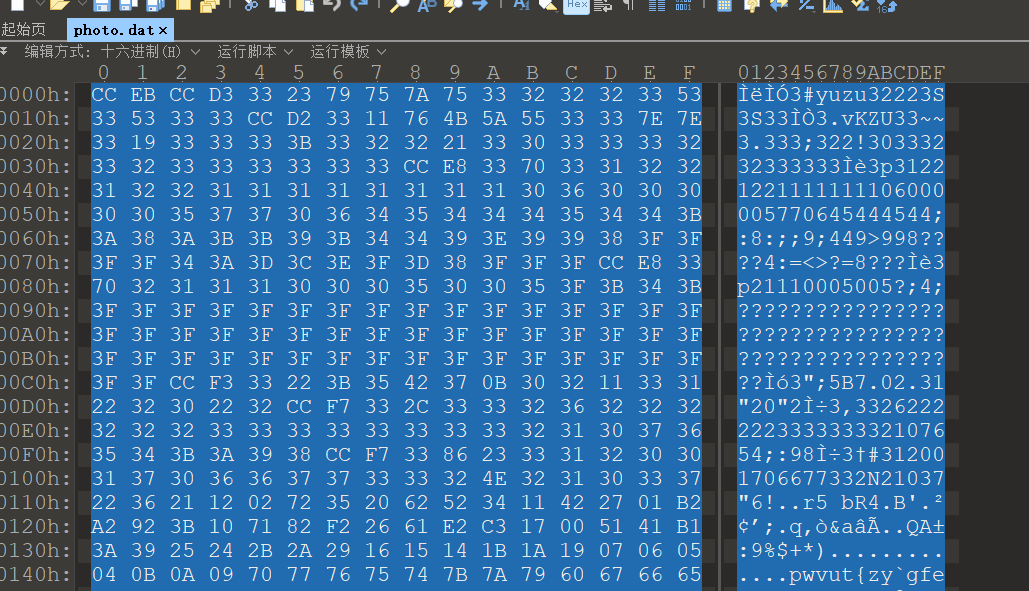 起始页 photo.dat ×
编辑方式: 十六进制(H) 运行脚本 运行模板
0 1 2 3 4 5 6 7 8 9 A B C D E F 0123456789ABCDEF
0000h: CC EB CC D3 33 23 79 75 7A 75 33 32 32 32 33 53 ÌëÌÓ3#yuzu32223S
0010h: 33 53 33 33 CC D2 33 11 76 4B 5A 55 33 33 7E 7E 3S33ÌÒ3.vKZU33~~
0020h: 33 19 33 33 33 3B 33 32 32 21 33 30 33 33 33 32 3.333;322!303332
0030h: 33 32 33 33 33 33 33 33 CC E8 33 70 33 31 32 32 32333333Ìè3p3122
0040h: 31 32 32 31 31 31 31 31 31 31 31 30 36 30 30 30 1221111111106000
0050h: 30 30 35 37 37 30 36 34 35 34 34 34 35 34 34 3B 005770645444544;
0060h: 3A 38 3A 3B 3B 39 3B 34 34 39 3E 39 39 38 3F 3F :8:;;9;449>998??
0070h: 3F 3F 34 3A 3D 3C 3E 3F 3D 38 3F 3F 3F CC E8 33 ??4:=<>?=8???Ìè3
0080h: 70 32 31 31 31 30 30 30 35 30 30 35 3F 3B 34 3B p21110005005?;4;
0090h: 3F 3F 3F 3F 3F 3F 3F 3F 3F 3F 3F 3F 3F 3F 3F 3F ????????????????
00A0h: 3F 3F 3F 3F 3F 3F 3F 3F 3F 3F 3F 3F 3F 3F 3F 3F ????????????????
00B0h: 3F 3F 3F 3F 3F 3F 3F 3F 3F 3F 3F 3F 3F 3F 3F 3F ????????????????
00C0h: 3F 3F CC F3 33 22 3B 35 42 37 0B 30 32 11 33 31 ??Ìó3";5B7.02.31
00D0h: 22 32 30 22 32 CC F7 33 2C 33 33 32 36 32 32 32 "20"2Ì÷3,3326222
00E0h: 32 32 32 33 33 33 33 33 33 33 33 32 31 30 37 36 2223333333321076
00F0h: 35 34 3B 3A 39 38 CC F7 33 86 23 33 31 32 30 30 54;:98Ì÷3†#31200
0100h: 31 37 30 36 36 37 37 33 33 32 4E 32 31 30 33 37 1706677332N21037
0110h: 22 36 21 12 02 72 35 20 62 52 34 11 42 27 01 B2 "6!..r5 bR4.B'.²
0120h: A2 92 3B 10 71 82 F2 26 61 E2 C3 17 00 51 41 B1 ¢’;.q‚ò&aâÃ..QA±
0130h: 3A 39 25 24 2B 2A 29 16 15 14 1B 1A 19 07 06 05 :9%$+*).........
0140h: 04 0B 0A 09 70 77 76 75 74 7B 7A 79 60 67 66 65 ....pwvut{zy`gfe